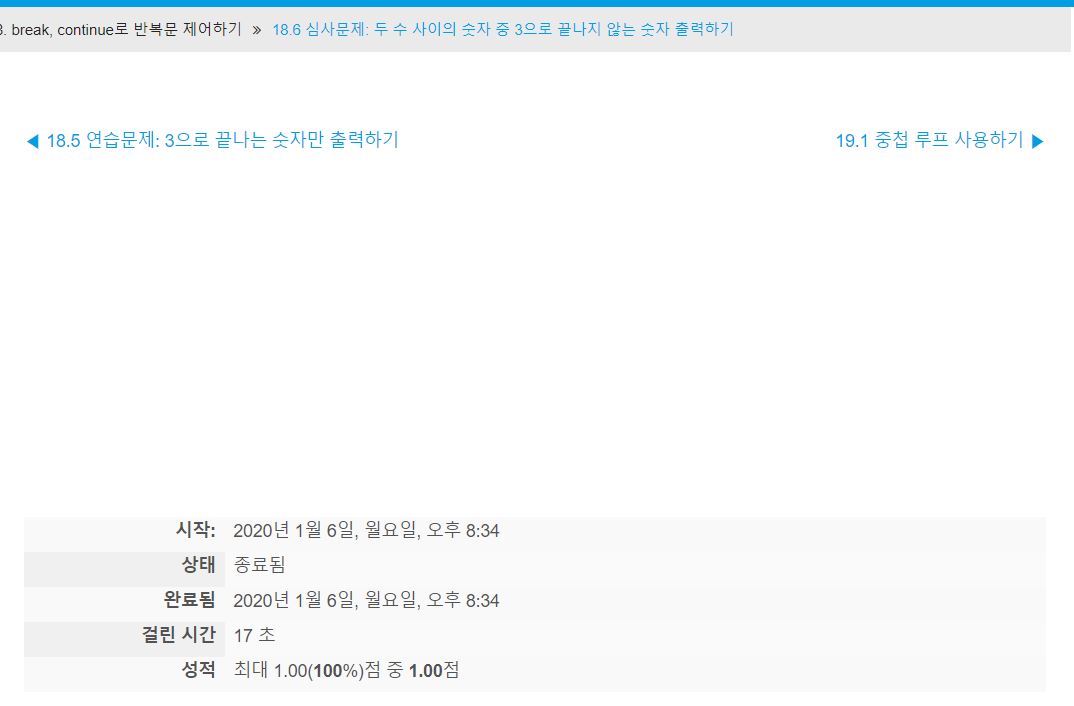 3. break, continue로 반복문 제어하기 » 18.6 심사문제: 두 수 사이의 숫자 중 3으로 끝나지 않는 숫자 출력하기
◀ 18.5 연습문제: 3으로 끝나는 숫자만 출력하기
19.1 중첩 루프 사용하기 ▶
시작: 2020년 1월 6일, 월요일, 오후 8:34
상태 종료됨
완료됨 2020년 1월 6일, 월요일, 오후 8:34
걸린 시간 17 초
성적 최대 1.00(100%)점 중 1.00점